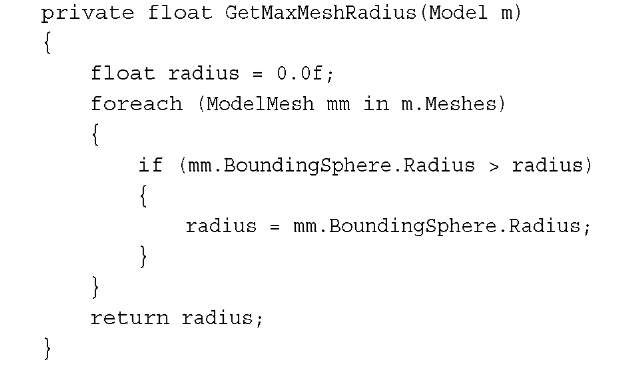 private float GetMaxMeshRadius(Model m)
{
float radius = 0.0f;
foreach (ModelMesh mm in m.Meshes)
{
if (mm.BoundingSphere.Radius > radius)
{
radius = mm.BoundingSphere.Radius;
}
}
return radius;
}